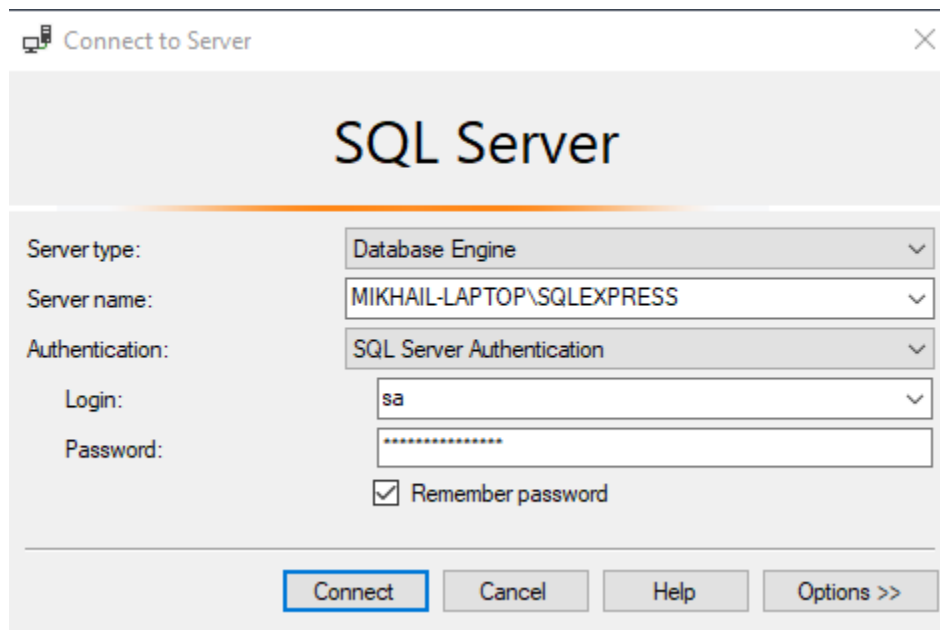 Connect to Server
SQL Server
Server type: Database Engine
Server name: MIKHAIL-LAPTOP\SQLEXPRESS
Authentication: SQL Server Authentication
Login: sa
Password: ***************
Remember password
Connect Cancel Help Options >>